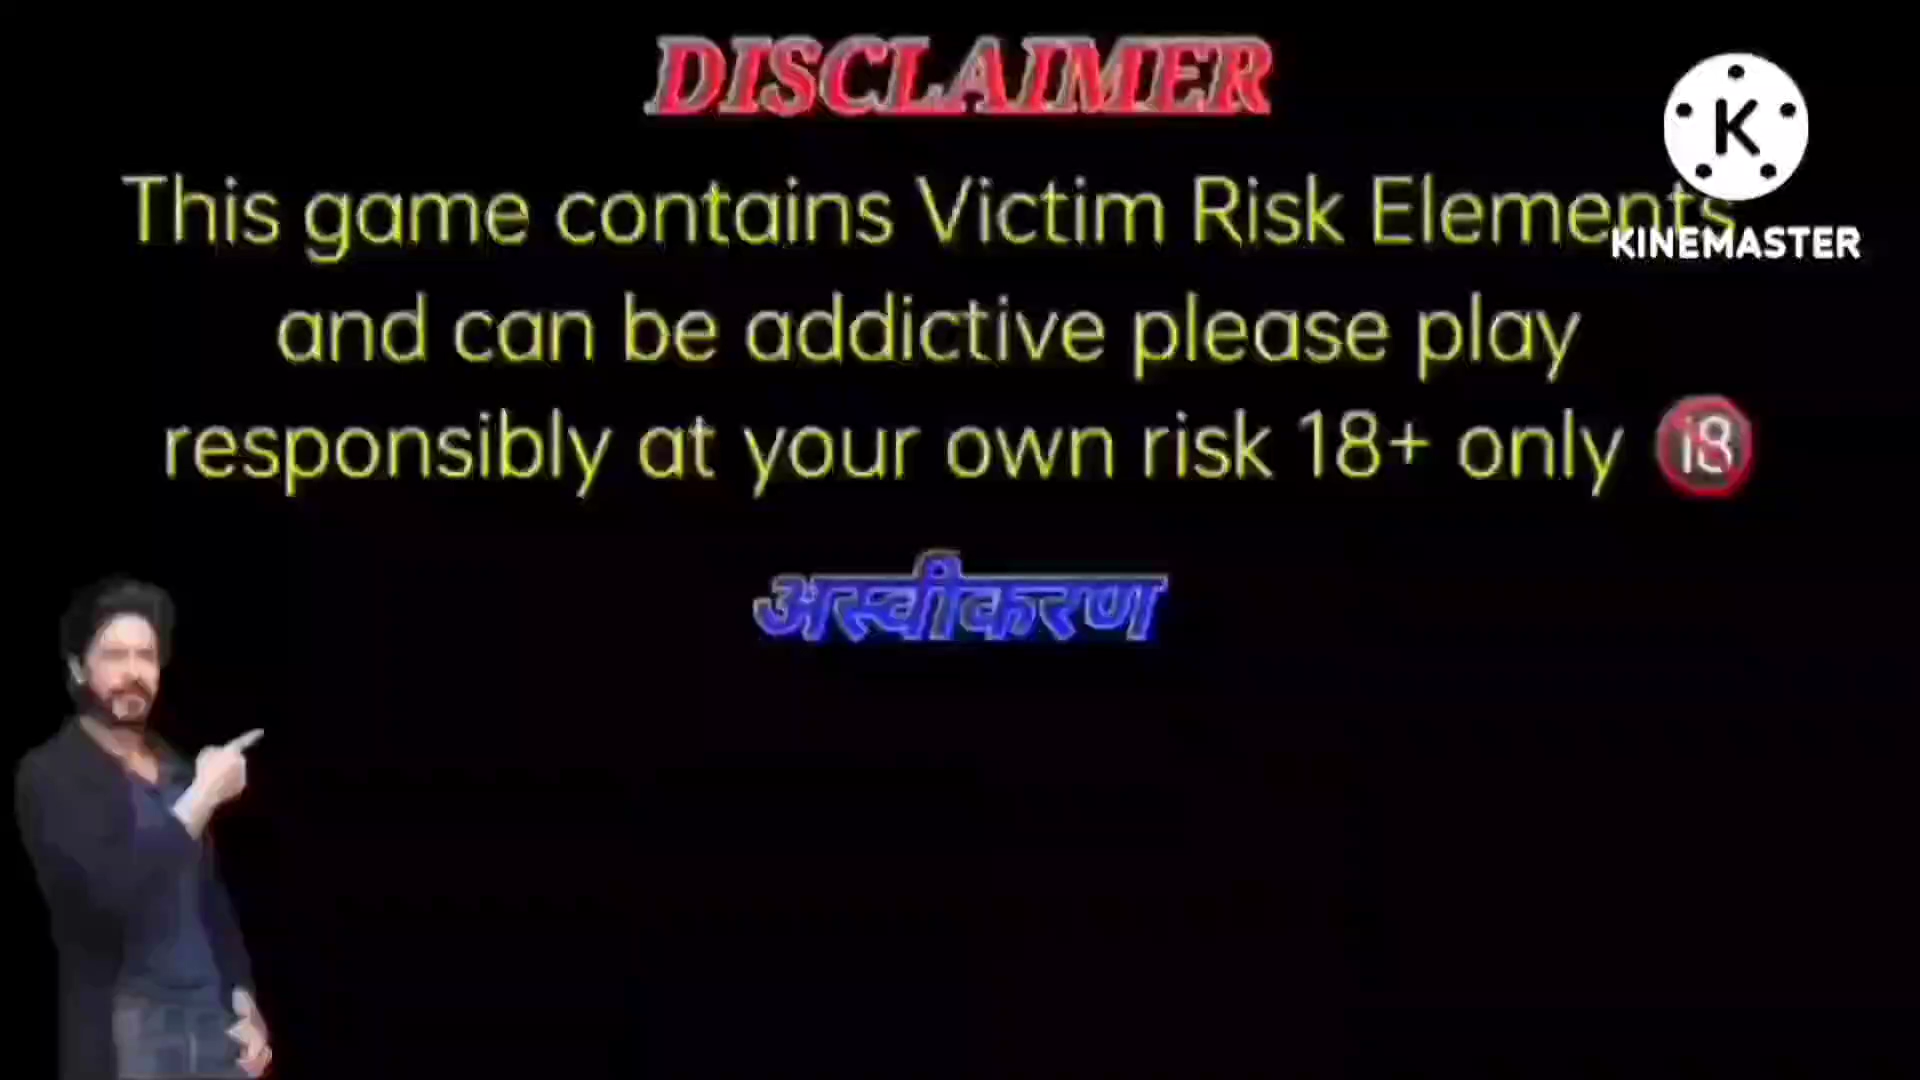 DISCLAIMER
K
This game contains Victim Risk Elements
KINEMASTER
and can be addictive please play
responsibly at your own risk 18+ only 18
अस्वीकरण